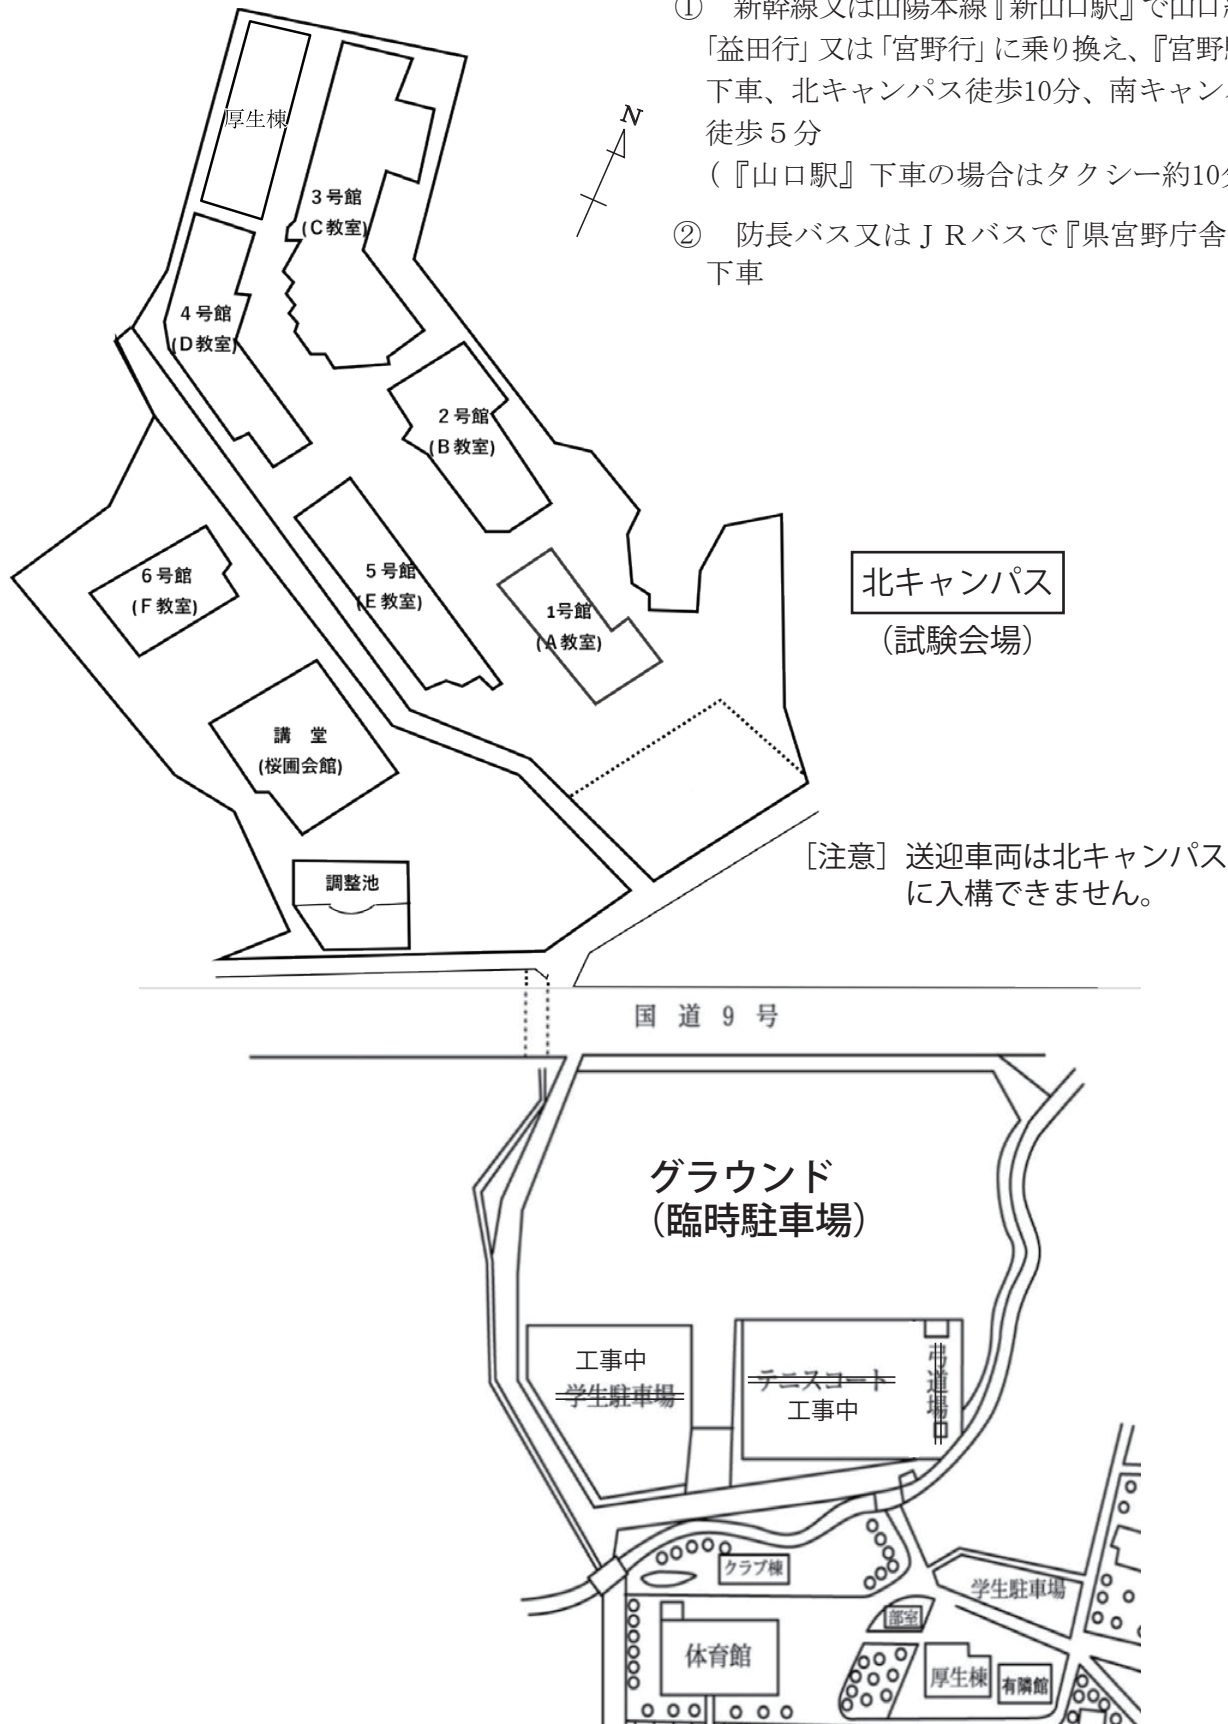 ① 新幹線又は山陽本線『新山口駅』で山口
「益田行」又は「宮野行」に乗り換え、『宮野
下車、北キャンパス徒歩10分、南キャン
徒歩５分
（『山口駅』下車の場合はタクシー約10
② 防長バス又はＪＲバスで『県宮野庁舎
下車
N
厚生棟
３号館
(Ｃ教室)
４号館
(Ｄ教室)
２号館
(Ｂ教室)
６号館
(Ｆ教室)
５号館
(Ｅ教室)
1号館
(Ａ教室)
北キャンパス
（試験会場）
講　堂
(桜圃会館)
調整池
［注意］送迎車両は北キャンパス
に入構できません。
国道９号
グラウンド
（臨時駐車場）
工事中
学生駐車場
テニスコート
工事中
弓道場
クラブ棟
学生駐車場
部室
体育館
厚生棟
有隣館